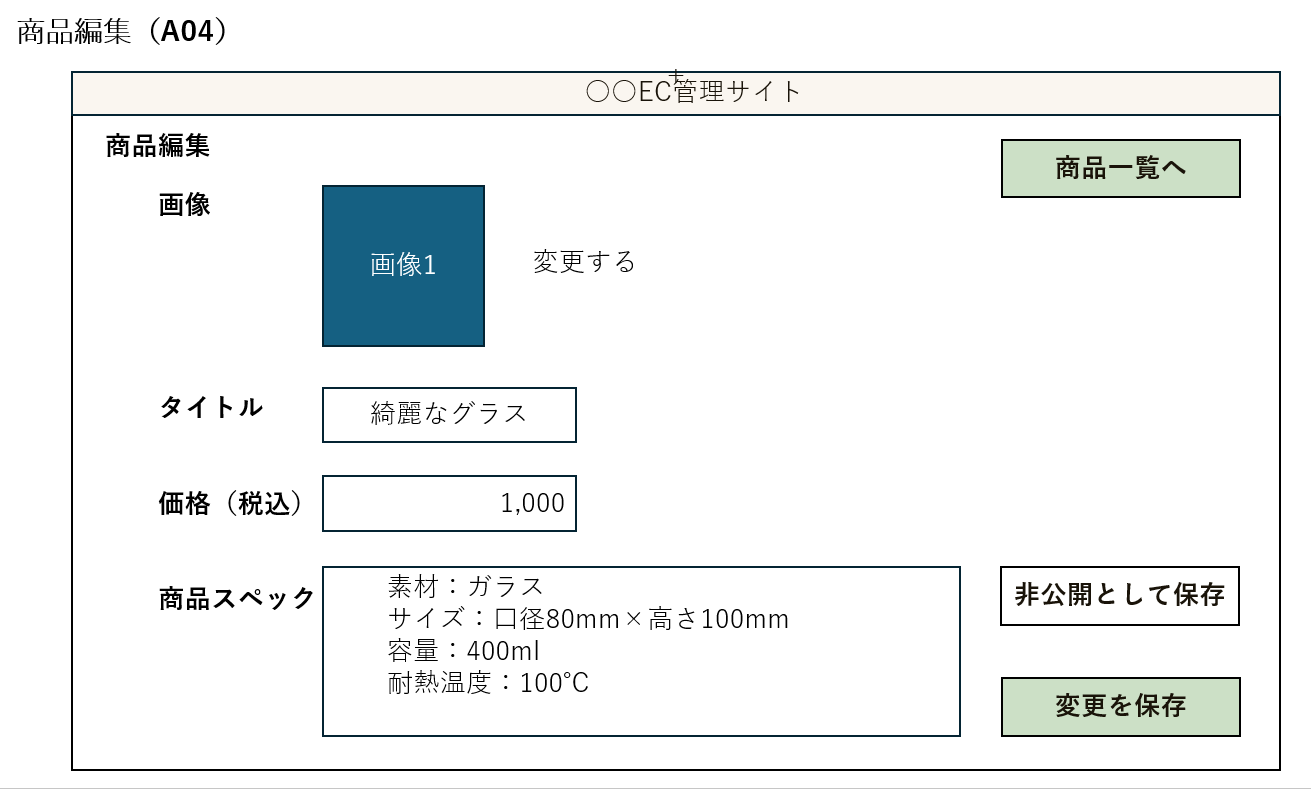 商品編集（A04）
○○EC管理サイト
商品編集
商品一覧へ
画像
画像1
変更する
タイトル
綺麗なグラス
価格（税込）
1,000
商品スペック
素材：ガラス
サイズ：口径80mm×高さ100mm
容量：400ml
耐熱温度：100℃
非公開として保存
変更を保存